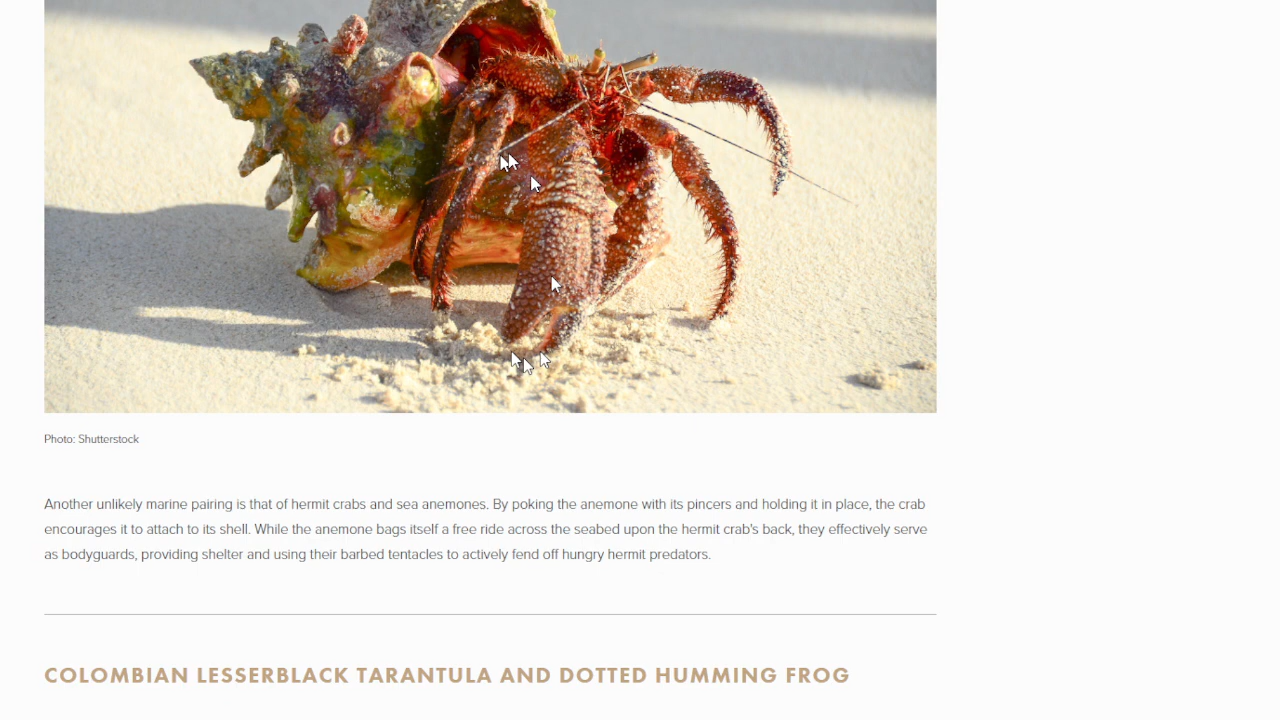 Photo: Shutterstock
Another unlikely marine pairing is that of hermit crabs and sea anemones. By poking the anemone with its pincers and holding it in place, the crab
encourages it to attach to its shell. While the anemone bags itself a free ride across the seabed upon the hermit crab's back, they effectively serve
as bodyguards, providing shelter and using their barbed tentacles to actively fend off hungry hermit predators.
COLOMBIAN LESSERBLACK TARANTULA AND DOTTED HUMMING FROG